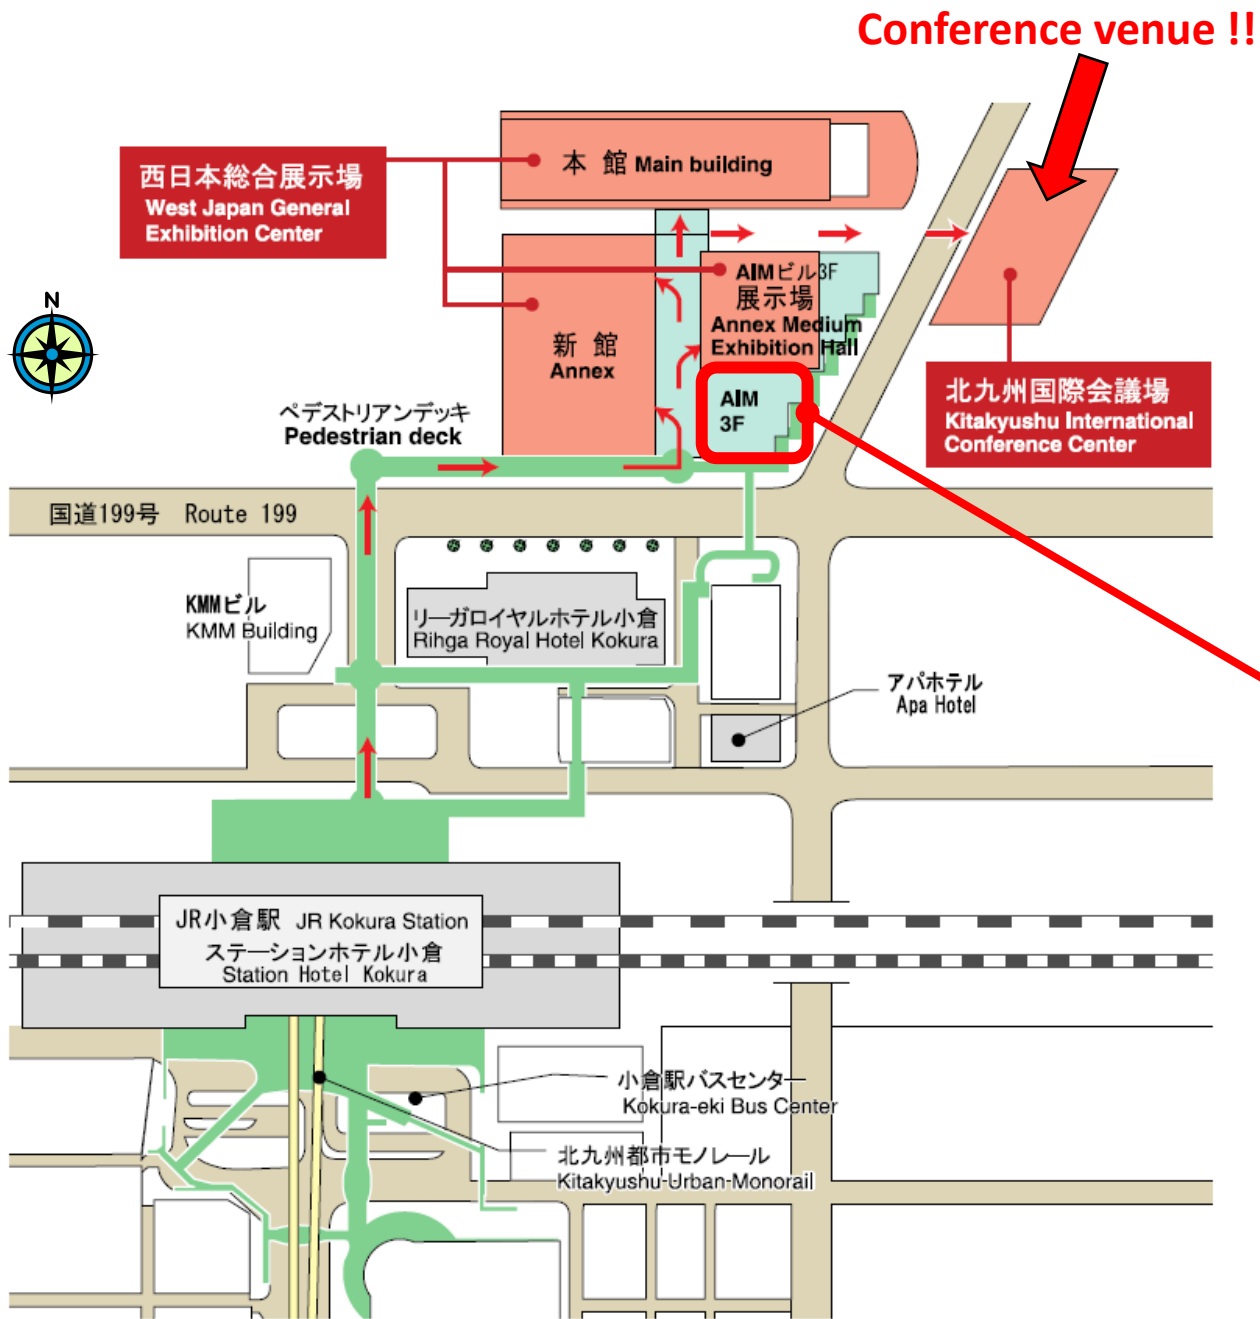 Conference venue !!
本 館 Main building
西日本総合展示場
West Japan General
Exhibition Center
N
AIMビル3F
展示場
Annex Medium
Exhibition Hall
新 館
Annex
AIM
3F
北九州国際会議場
Kitakyushu International
Conference Center
ペデストリアンデッキ
Pedestrian deck
国道199号 Route 199
KMMビル
KMM Building
リーガロイヤルホテル小倉
Rihga Royal Hotel Kokura
アパホテル
Apa Hotel
JR小倉駅 JR Kokura Station
ステーションホテル小倉
Station Hotel Kokura
小倉駅バスセンター
Kokura-eki Bus Center
北九州都市モノレール
Kitakyushu Urban Monorail